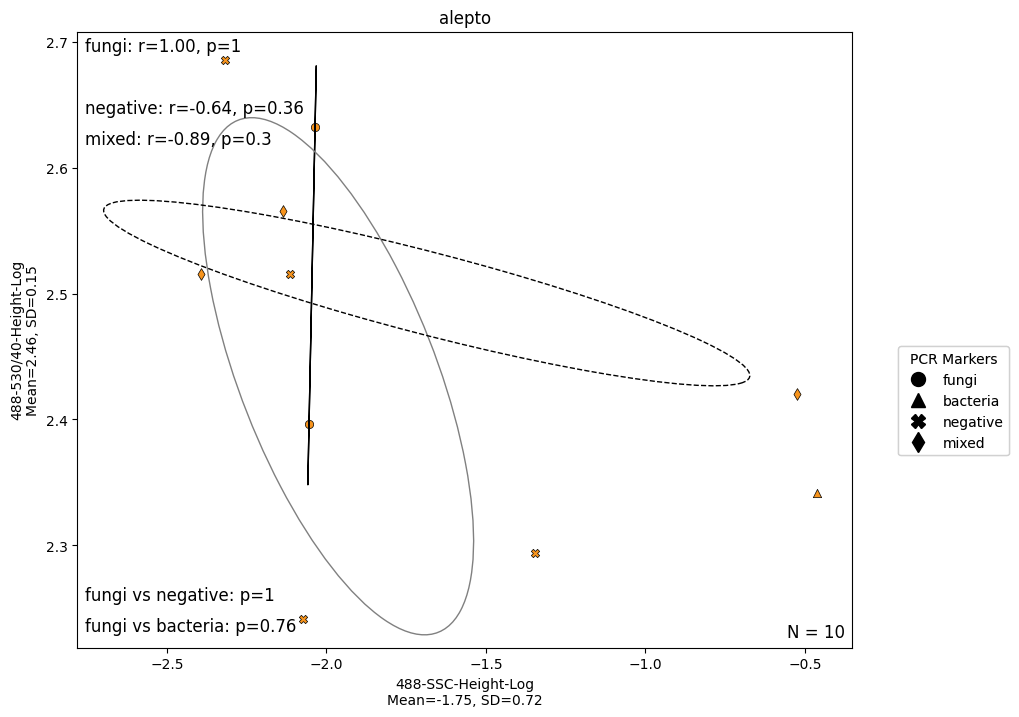 alepto
2.7
2.6
2.5
2.4
2.3
488-530/40-Height-Log
Mean=2.46, SD=0.15
fungi: r=1.00, p=1
negative: r=-0.64, p=0.36
mixed: r=-0.89, p=0.3
fungi vs negative: p=1
fungi vs bacteria: p=0.76
N = 10
−2.5
−2.0
−1.5
−1.0
−0.5
488-SSC-Height-Log
Mean=-1.75, SD=0.72
PCR Markers
fungi
bacteria
negative
mixed